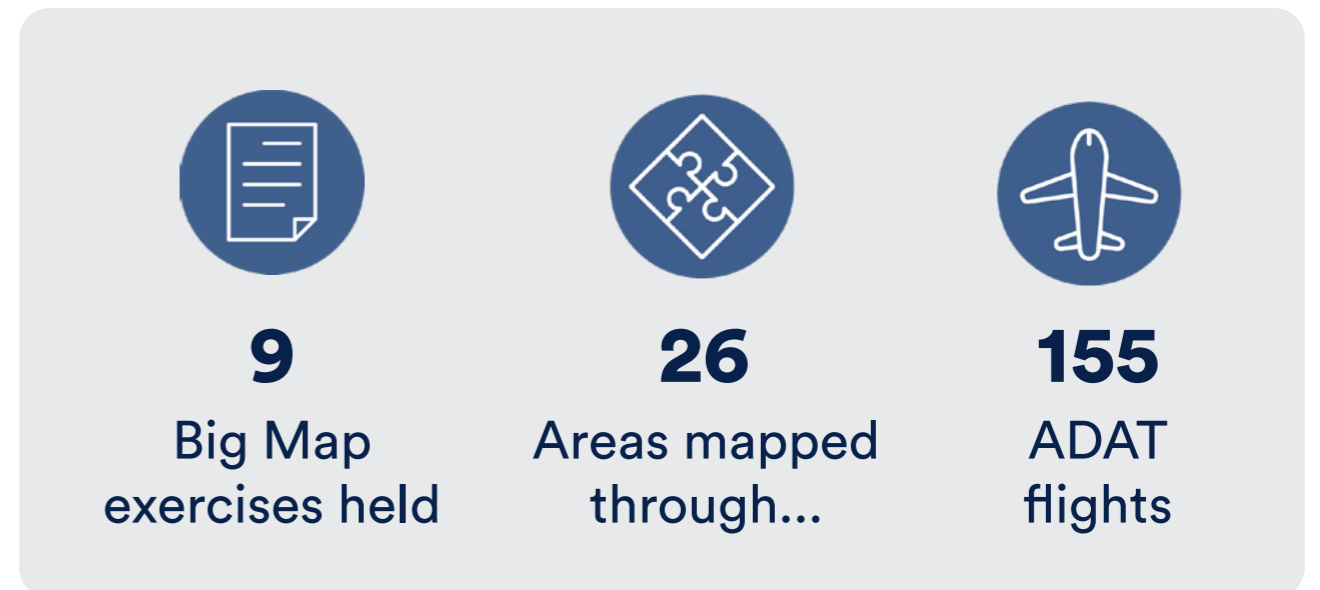 9
Big Map
exercises held
26
Areas mapped
through...
155
ADAT
flights